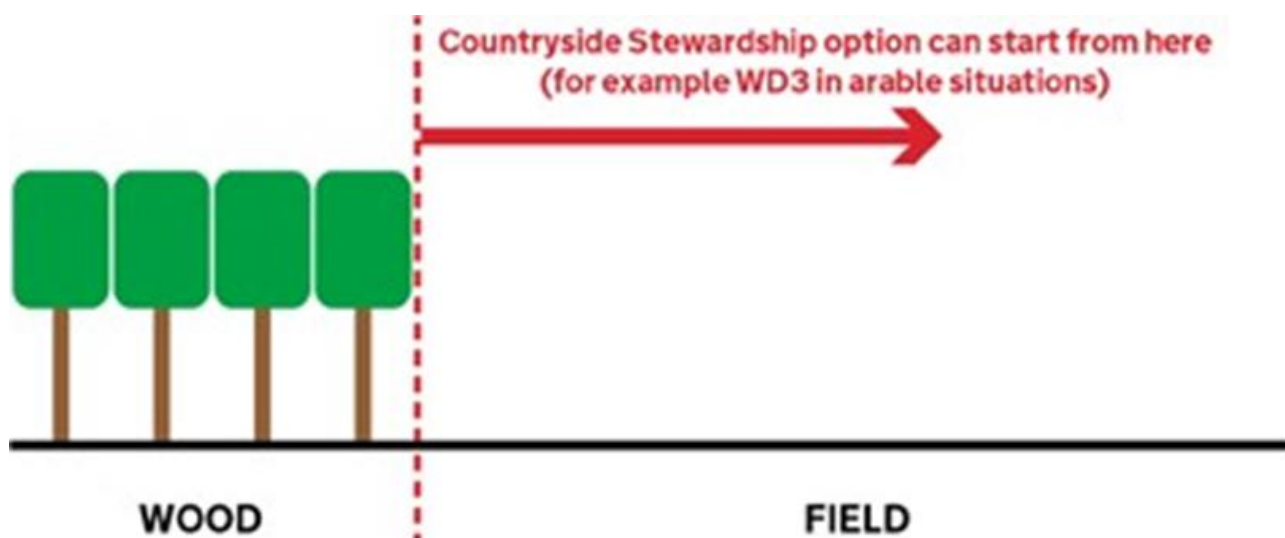 Countryside Stewardship option can start from here
(for example WD3 in arable situations)
WOOD
FIELD